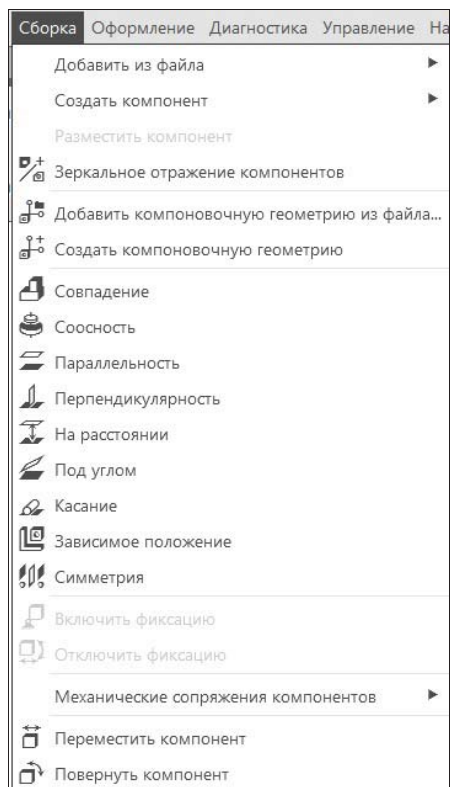 Сборка Оформление Диагностика Управление На
Добавить из файла
Создать компонент
Разместить компонент
Зеркальное отражение компонентов
Добавить компоновочную геометрию из файла...
Создать компоновочную геометрию
Совпадение
Соосность
Параллельность
Перпендикулярность
На расстоянии
Под углом
Касание
Зависимое положение
Симметрия
Включить фиксацию
Отключить фиксацию
Механические сопряжения компонентов
Переместить компонент
Повернуть компонент